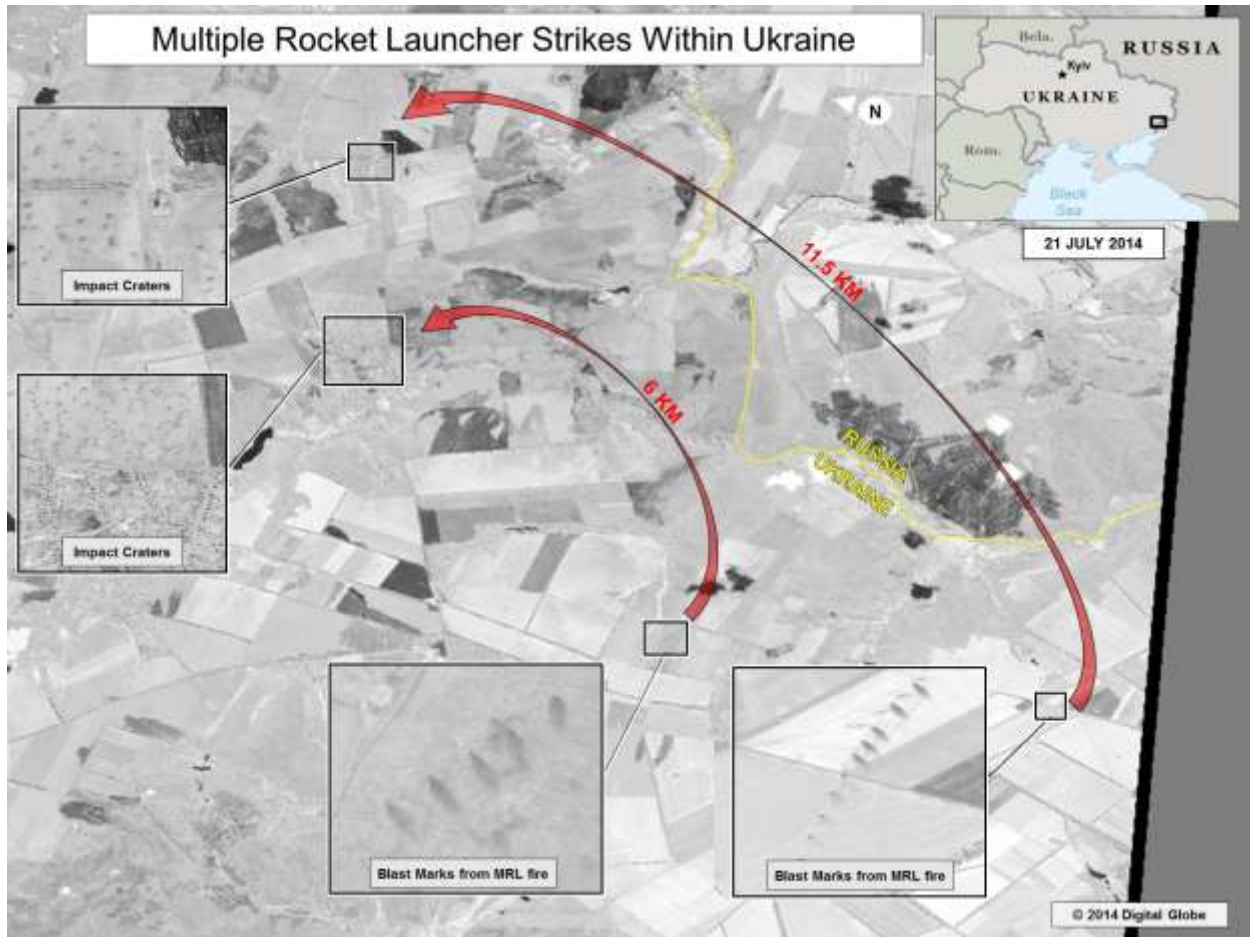 Multiple Rocket Launcher Strikes Within Ukraine
Bela.
RUSSIA
Kyiv
UKRAINE
Rom.
Black
Sea
N
21 JULY 2014
Impact Craters
11.5 KM
6 KM
RUSSIA
UKRAINE
Impact Craters
Blast Marks from MRL fire
Blast Marks from MRL fire
© 2014 Digital Globe